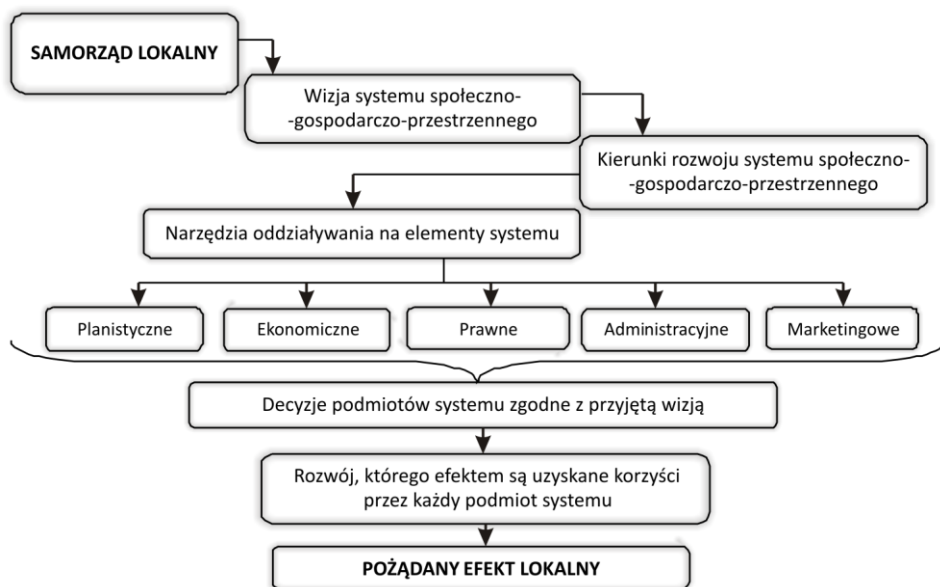 SAMORZĄD LOKALNY
Wizja systemu społeczno-
-gospodarczo-przestrzennego
Kierunki rozwoju systemu społeczno-
-gospodarczo-przestrzennego
Narzędzia oddziaływania na elementy systemu
Planistyczne
Ekonomiczne
Prawne
Administracyjne
Marketingowe
Decyzje podmiotów systemu zgodne z przyjętą wizją
Rozwój, którego efektem są uzyskane korzyści
przez każdy podmiot systemu
POŻĄDANY EFEKT LOKALNY